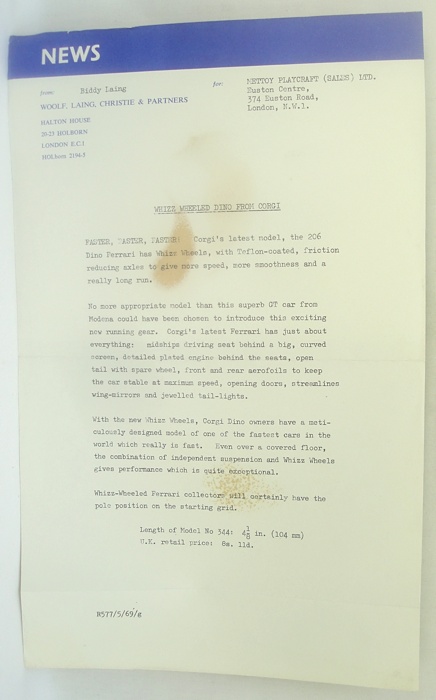 NEWS
from: Biddy Laing
WOOLF, LAING, CHRISTIE & PARTNERS
HALTON HOUSE
20-23 HOLBORN
LONDON E.C.1
HOLborn 2194-5
for: METTOY PLAYCRAFT (SALES) LTD.
Euston Centre,
374 Euston Road,
London, N.W.1.
WHIZZ WHEELED DINO FROM CORGI
FASTER, FASTER, FASTER! Corgi's latest model, the 206
Dino Ferrari has Whizz Wheels, with Teflon-coated, friction
reducing axles to give more speed, more smoothness and a
really long run.
No more appropriate model than this superb GT car from
Modena could have been chosen to introduce this exciting
new running gear. Corgi's latest Ferrari has just about
everything: midships driving seat behind a big, curved
screen, detailed plated engine behind the seats, open
tail with spare wheel, front and rear aerofoils to keep
the car stable at maximum speed, opening doors, streamlines
wing-mirrors and jewelled tail-lights.
With the new Whizz Wheels, Corgi Dino owners have a meti-
culously designed model of one of the fastest cars in the
world which really is fast. Even over a covered floor,
the combination of independent suspension and Whizz Wheels
gives performance which is quite exceptional.
Whizz-Wheeled Ferrari collectors will certainly have the
pole position on the starting grid.
Length of Model No 344: 4⅛ in. (104 mm)
U.K. retail price: 8s. 11d.
8577/5/69/g